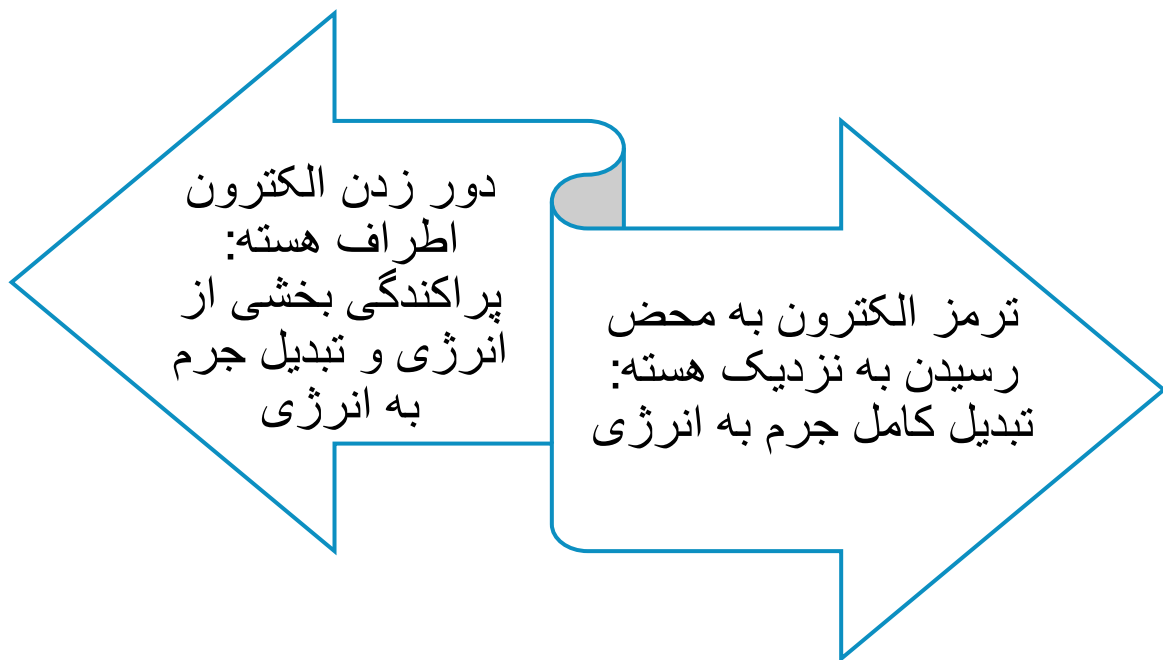 دور زدن الکترون
اطراف هسته:
پراکندگی بخشی از
انرژی و تبدیل جرم
به انرژی
ترمز الکترون به محض
رسیدن به نزدیک هسته:
تبدیل کامل جرم به انرژی